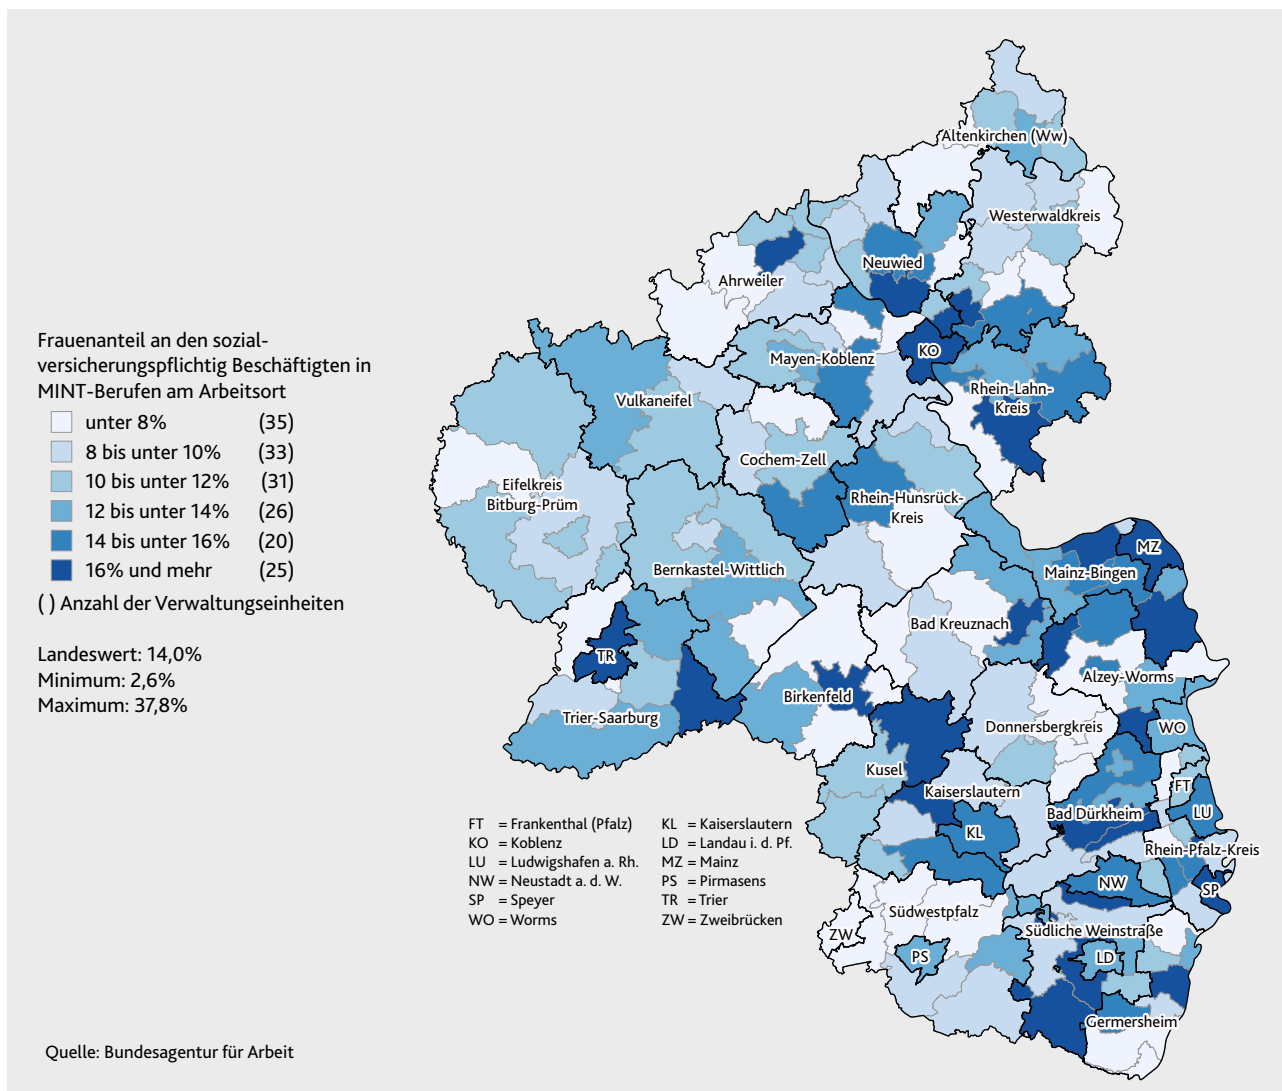 Frauenanteil an den sozial-
versicherungspflichtig Beschäftigten in
MINT-Berufen am Arbeitsort
unter 8% (35)
8 bis unter 10% (33)
10 bis unter 12% (31)
12 bis unter 14% (26)
14 bis unter 16% (20)
16% und mehr (25)
( ) Anzahl der Verwaltungseinheiten
Landeswert: 14,0%
Minimum: 2,6%
Maximum: 37,8%
Altenkirchen (Ww)
Westerwaldkreis
Neuwied
Ahrweiler
KO
Mayen-Koblenz
Rhein-Lahn-
Kreis
Vulkaneifel
Cochem-Zell
Eifelkreis
Bitburg-Prüm
Rhein-Hunsrück-
Kreis
MZ
Mainz-Bingen
Bernkastel-Wittlich
Bad Kreuznach
TR
Alzey-Worms
Birkenfeld
Trier-Saarburg
Donnersbergkreis
WO
Kusel
FT
Kaiserslautern
Bad Dürkheim
LU
KL
Rhein-Pfalz-Kreis
NW
SP
Südwestpfalz
ZW
Südliche Weinstraße
PS
LD
Germersheim
FT = Frankenthal (Pfalz)
KO = Koblenz
LU = Ludwigshafen a. Rh.
NW = Neustadt a. d. W.
SP = Speyer
WO = Worms
KL = Kaiserslautern
LD = Landau i. d. Pf.
MZ = Mainz
PS = Pirmasens
TR = Trier
ZW = Zweibrücken
Quelle: Bundesagentur für Arbeit